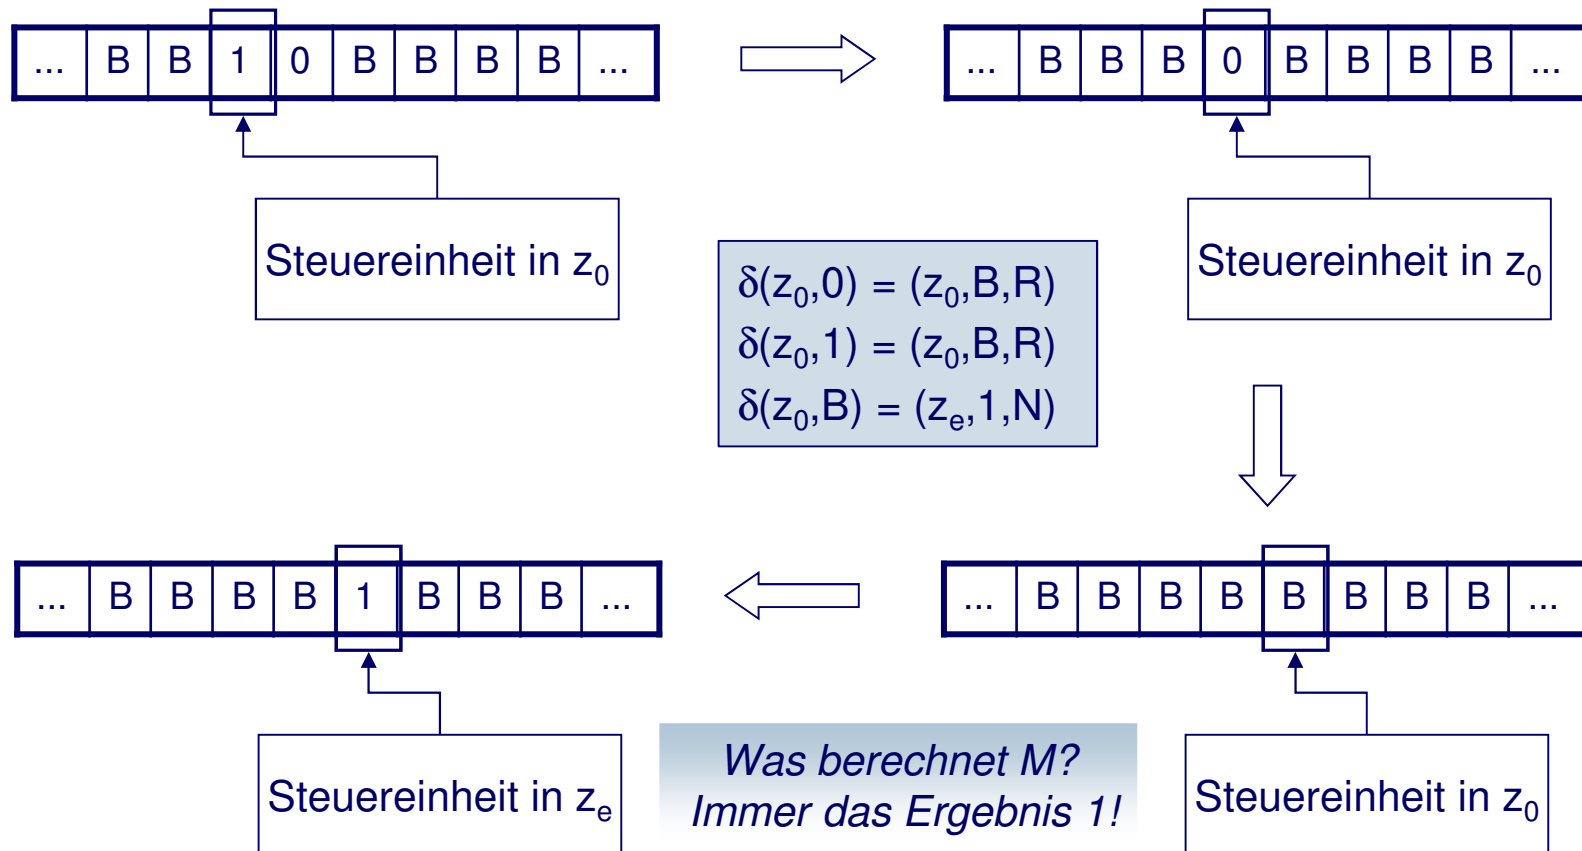 ... B B 1 0 B B B B ...
... B B B 0 B B B B ...
Steuereinheit in z₀
Steuereinheit in z₀
δ(z₀,0) = (z₀,B,R)
δ(z₀,1) = (z₀,B,R)
δ(z₀,B) = (zₑ,1,N)
... B B B B 1 B B B ...
... B B B B B B B B ...
Steuereinheit in zₑ
Was berechnet M?
Immer das Ergebnis 1!
Steuereinheit in z₀